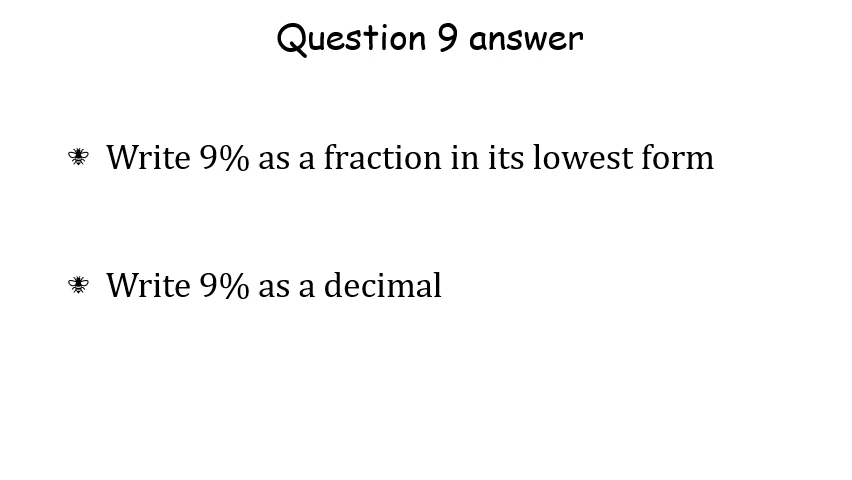 Question 9 answer
Write 9% as a fraction in its lowest form
Write 9% as a decimal